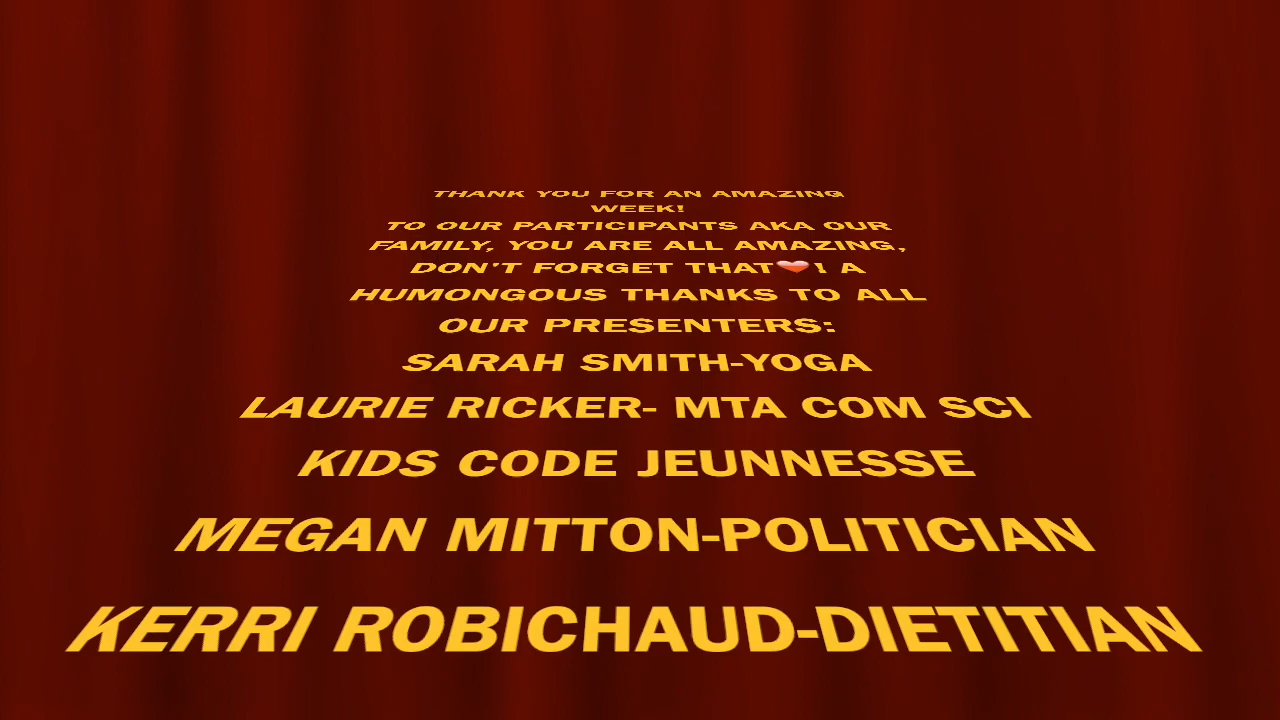 THANK YOU FOR AN AMAZING
WEEK!
TO OUR PARTICIPANTS AKA OUR
FAMILY, YOU ARE ALL AMAZING,
DON'T FORGET THAT❤! A
HUMONGOUS THANKS TO ALL
OUR PRESENTERS:
SARAH SMITH-YOGA
LAURIE RICKER- MTA COM SCI
KIDS CODE JEUNNESSE
MEGAN MITTON-POLITICIAN
KERRI ROBICHAUD-DIETITIAN